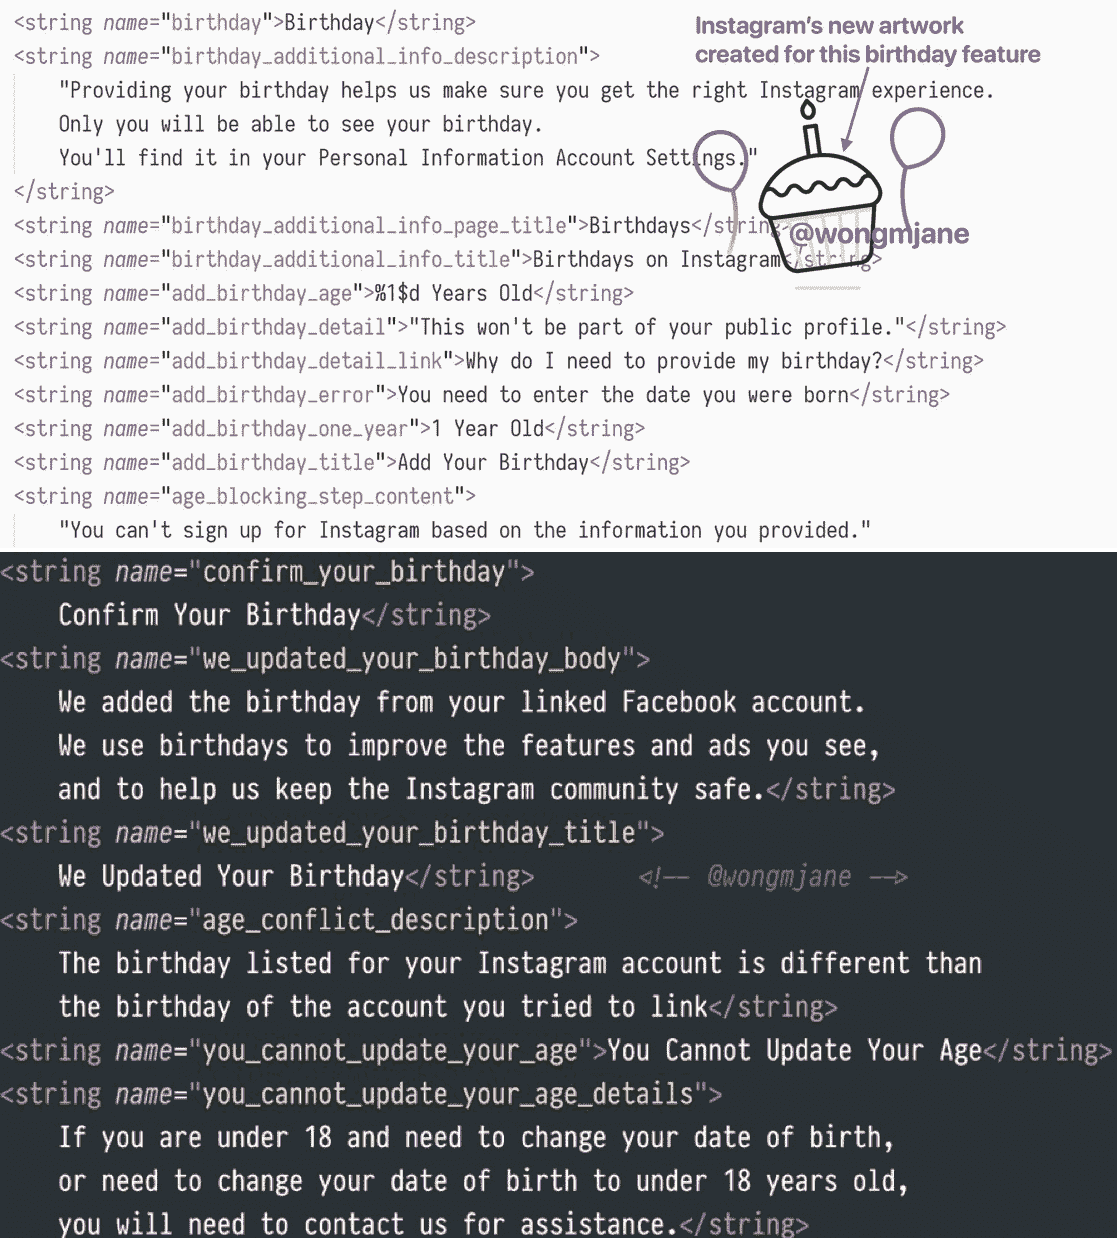 <string name="birthday">Birthday</string>
Instagram's new artwork
created for this birthday feature
<string name="birthday_additional_info_description">
"Providing your birthday helps us make sure you get the right Instagram experience.
Only you will be able to see your birthday.
You'll find it in your Personal Information Account Settings."
</string>
<string name="birthday_additional_info_page_title">Birthdays</string>
@wongmjane
<string name="birthday_additional_info_title">Birthdays on Instagram</string>
<string name="add_birthday_age">%1$d Years Old</string>
<string name="add_birthday_detail">"This won't be part of your public profile."</string>
<string name="add_birthday_detail_link">Why do I need to provide my birthday?</string>
<string name="add_birthday_error">You need to enter the date you were born</string>
<string name="add_birthday_one_year">1 Year Old</string>
<string name="add_birthday_title">Add Your Birthday</string>
<string name="age_blocking_step_content">
"You can't sign up for Instagram based on the information you provided."
<string name="confirm_your_birthday">
Confirm Your Birthday</string>
<string name="we_updated_your_birthday_body">
We added the birthday from your linked Facebook account.
We use birthdays to improve the features and ads you see,
and to help us keep the Instagram community safe.</string>
<string name="we_updated_your_birthday_title">
We Updated Your Birthday</string> <!-- @wongmjane -->
<string name="age_conflict_description">
The birthday listed for your Instagram account is different than
the birthday of the account you tried to link</string>
<string name="you_cannot_update_your_age">You Cannot Update Your Age</string>
<string name="you_cannot_update_your_age_details">
If you are under 18 and need to change your date of birth,
or need to change your date of birth to under 18 years old,
you will need to contact us for assistance.</string>